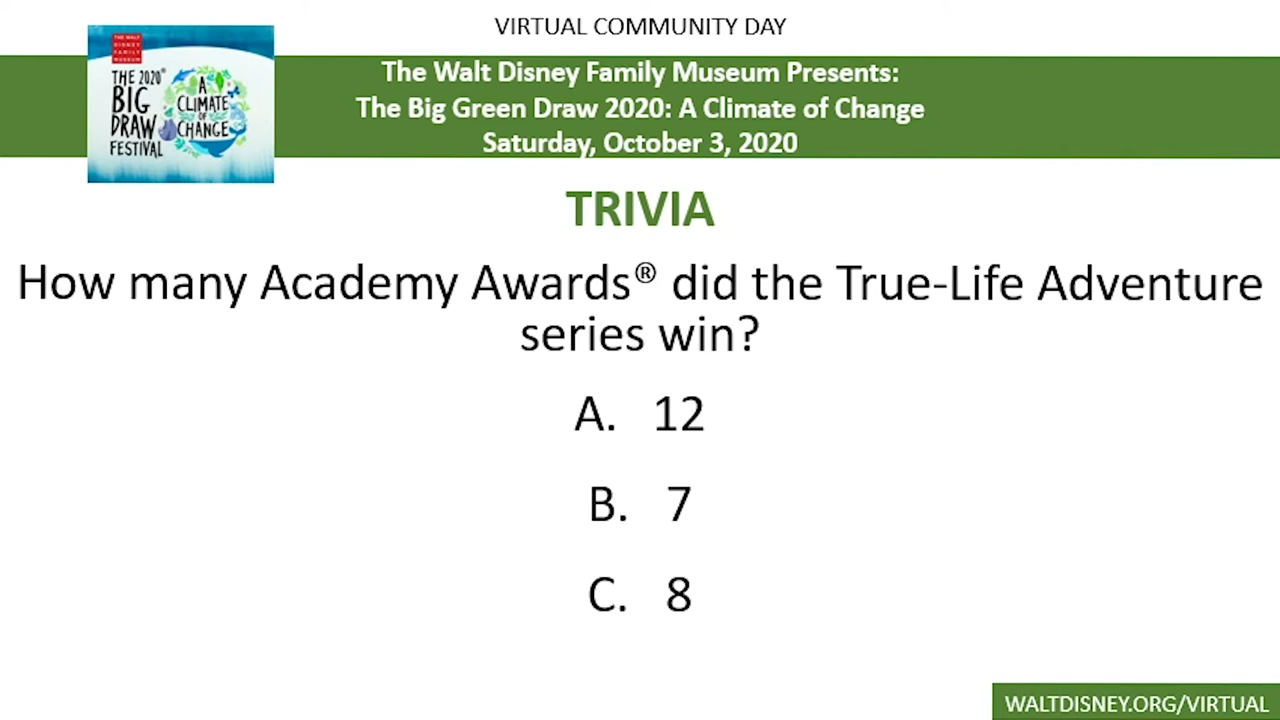 VIRTUAL COMMUNITY DAY
THE WALT
DISNEY
FAMILY
MUSEUM
THE 2020
BIG
DRAW
FESTIVAL
A
CLIMATE
OF
CHANGE
The Walt Disney Family Museum Presents:
The Big Green Draw 2020: A Climate of Change
Saturday, October 3, 2020
TRIVIA
How many Academy Awards® did the True-Life Adventure
series win?
A. 12
B. 7
C. 8
WALTDISNEY.ORG/VIRTUAL